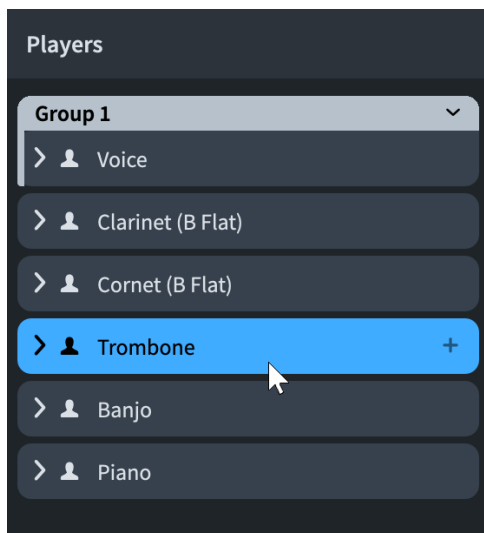 Players
Group 1
Voice
Clarinet (B Flat)
Cornet (B Flat)
Trombone
Banjo
Piano